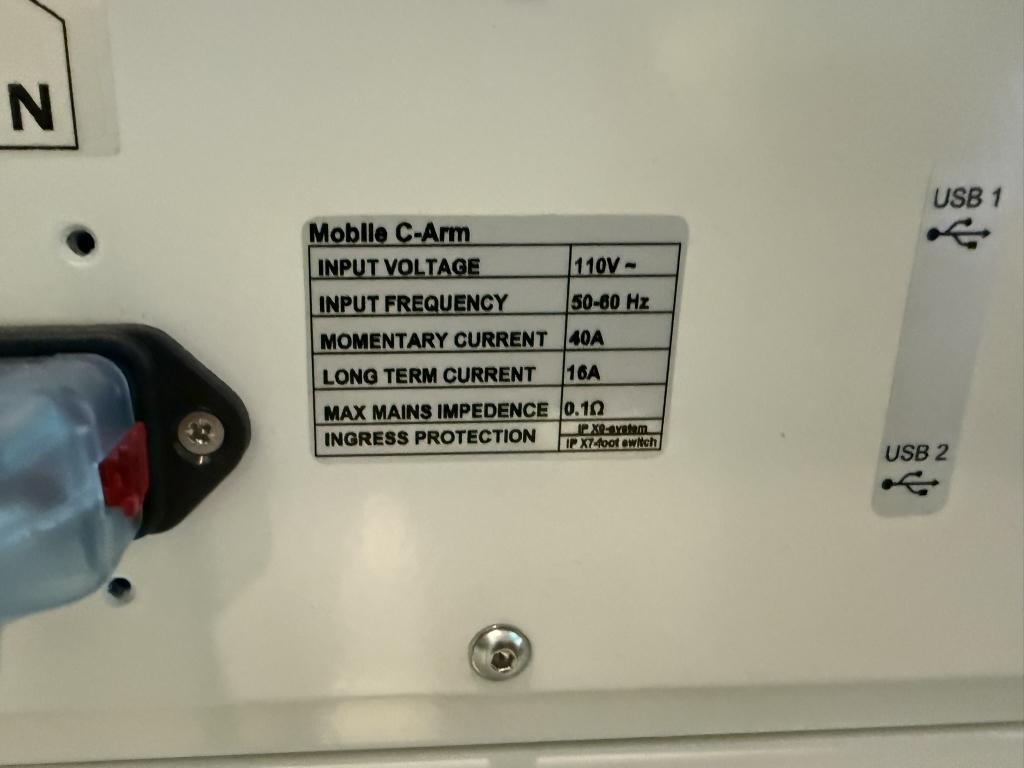 N
Mobile C-Arm
INPUT VOLTAGE 110V ~
INPUT FREQUENCY 50-60 Hz
MOMENTARY CURRENT 40A
LONG TERM CURRENT 16A
MAX MAINS IMPEDENCE 0.1Ω
INGRESS PROTECTION IP X0-system
IP X7-foot switch
USB 1
USB 2